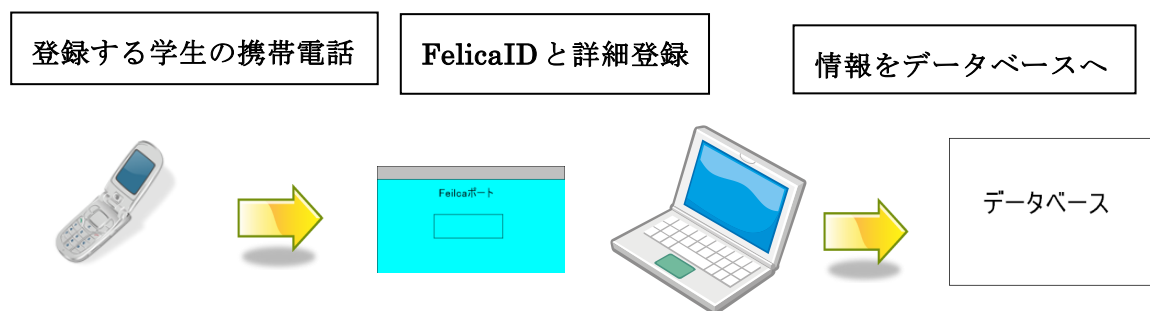 登録する学生の携帯電話
FelicaIDと詳細登録
情報をデータベースへ
Feilcaポート
データベース